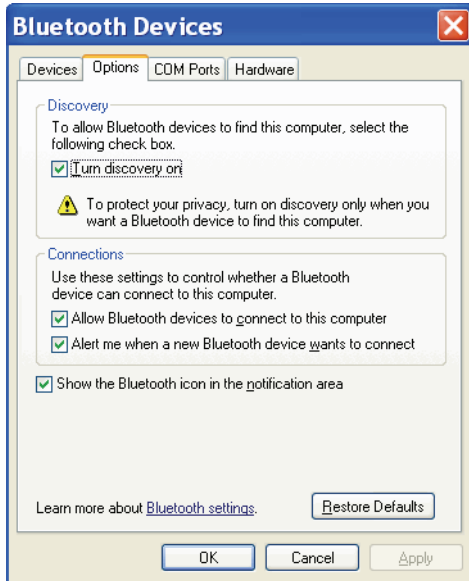 Bluetooth Devices
Devices Options COM Ports Hardware
Discovery
To allow Bluetooth devices to find this computer, select the
following check box.
Turn discovery on
To protect your privacy, turn on discovery only when you
want a Bluetooth device to find this computer.
Connections
Use these settings to control whether a Bluetooth
device can connect to this computer.
Allow Bluetooth devices to connect to this computer
Alert me when a new Bluetooth device wants to connect
Show the Bluetooth icon in the notification area
Learn more about Bluetooth settings. Restore Defaults
OK Cancel Apply